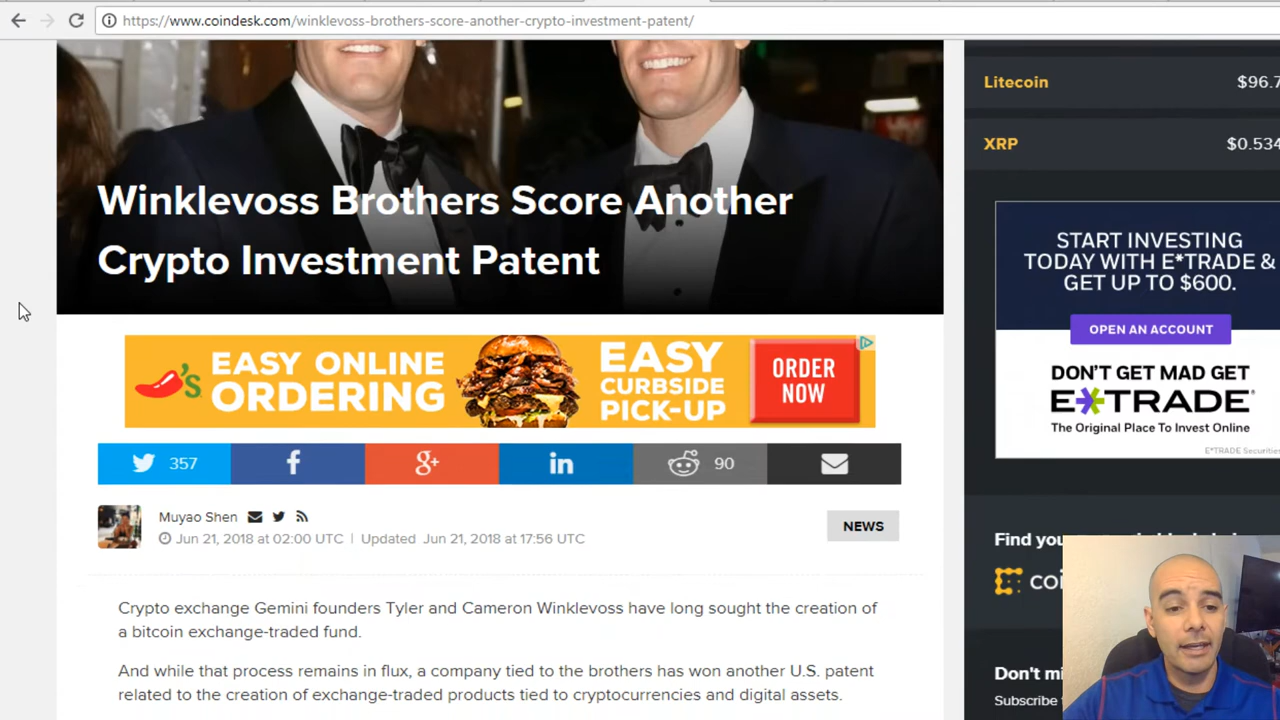 https://www.coindesk.com/winklevoss-brothers-score-another-crypto-investment-patent/
Winklevoss Brothers Score Another
Crypto Investment Patent
EASY ONLINE
ORDERING
EASY
CURBSIDE
PICK-UP
ORDER
NOW
357
90
Muyao Shen
Jun 21, 2018 at 02:00 UTC | Updated Jun 21, 2018 at 17:56 UTC
NEWS
Crypto exchange Gemini founders Tyler and Cameron Winklevoss have long sought the creation of
a bitcoin exchange-traded fund.
And while that process remains in flux, a company tied to the brothers has won another U.S. patent
related to the creation of exchange-traded products tied to cryptocurrencies and digital assets.
Litecoin $96.7
XRP $0.534
START INVESTING
TODAY WITH E*TRADE &
GET UP TO $600.
OPEN AN ACCOUNT
DON'T GET MAD GET
E*TRADE
The Original Place To Invest Online
E*TRADE Securities
Find you
coi
Don't mi
Subscribe